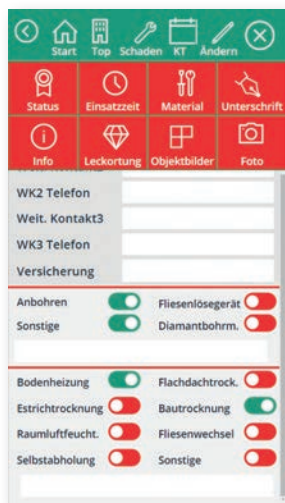 Start Top Schaden KT Ändern
Status Einsatzzeit Material Unterschrift
Info Leckortung Objektbilder Foto
WK2 Telefon
Weit. Kontakt3
WK3 Telefon
Versicherung
Anbohren Fliesenlösegerät
Sonstige Diamantbohrm.
Bodenheizung Flachdachtrock.
Estrichtrocknung Bautrocknung
Raumluftfeucht. Fliesenwechsel
Selbstabholung Sonstige